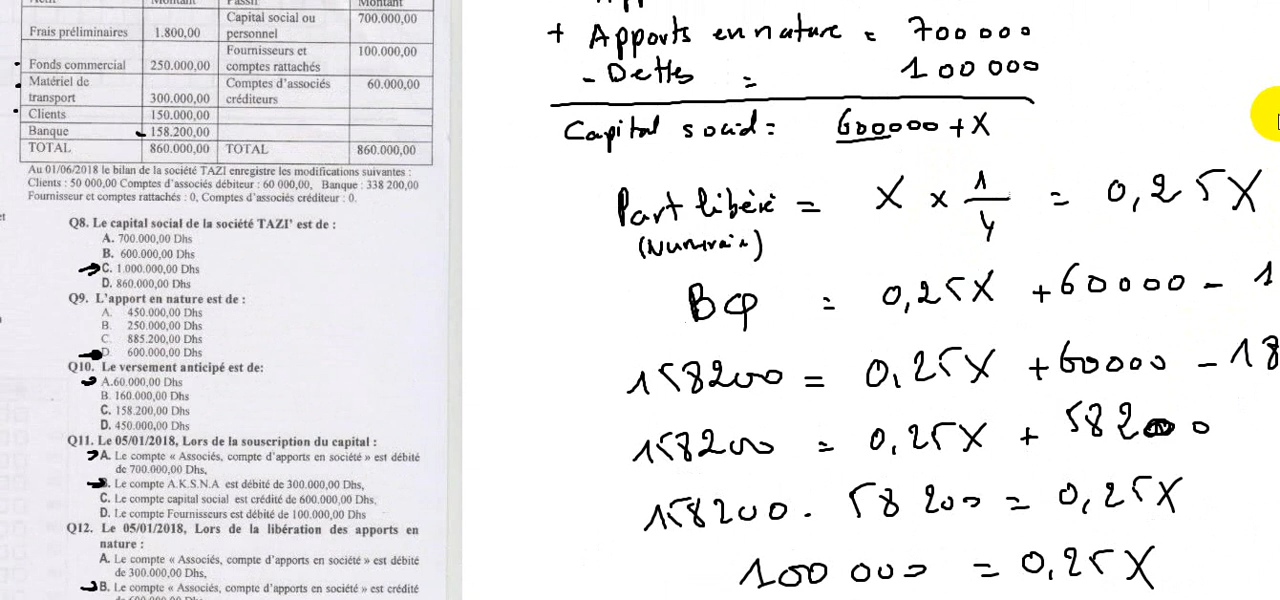 Montant Passif Montant
Frais préliminaires 1.800,00 Capital social ou personnel 700.000,00
Fonds commercial 250.000,00 Fournisseurs et comptes rattachés 100.000,00
Matériel de transport 300.000,00 Comptes d'associés créditeurs 60.000,00
Clients 150.000,00
Banque 158.200,00
TOTAL 860.000,00 TOTAL 860.000,00
Au 01/06/2018 le bilan de la société TAZI enregistre les modifications suivantes :
Clients : 50 000,00 Comptes d'associés débiteur : 60 000,00, Banque : 338 200,00
Fournisseur et comptes rattachés : 0, Comptes d'associés créditeur : 0.
Q8. Le capital social de la société TAZI' est de :
A. 700.000,00 Dhs
B. 600.000,00 Dhs
C. 1.000.000,00 Dhs
D. 860.000,00 Dhs
Q9. L'apport en nature est de :
A. 450.000,00 Dhs
B. 250.000,00 Dhs
C. 885.200,00 Dhs
D. 600.000,00 Dhs
Q10. Le versement anticipé est de:
A.60.000,00 Dhs
B. 160.000,00 Dhs
C. 158.200,00 Dhs
D. 450.000,00 Dhs
Q11. Le 05/01/2018, Lors de la souscription du capital :
A. Le compte « Associés, compte d'apports en société » est débité
de 700.000,00 Dhs,
B. Le compte A.K.S.N.A est débité de 300.000,00 Dhs,
C. Le compte capital social est crédité de 600.000,00 Dhs,
D. Le compte Fournisseurs est débité de 100.000,00 Dhs
Q12. Le 05/01/2018, Lors de la libération des apports en
nature :
A. Le compte « Associés, compte d'apports en société » est débité
de 300.000,00 Dhs,
B. Le compte « Associés, compte d'apports en société » est crédité
+ Apports en nature = 700 000
- Dettes = 100 000
Capital social = 600000 + X
Part libéré = X x 1/4 = 0,25X
(Numéraire)
BCP = 0,25X + 60000 - 1
158200 = 0,25X + 60000 - 18
158200 = 0,25X + 58200
158200 - 58200 = 0,25X
100 000 = 0,25X